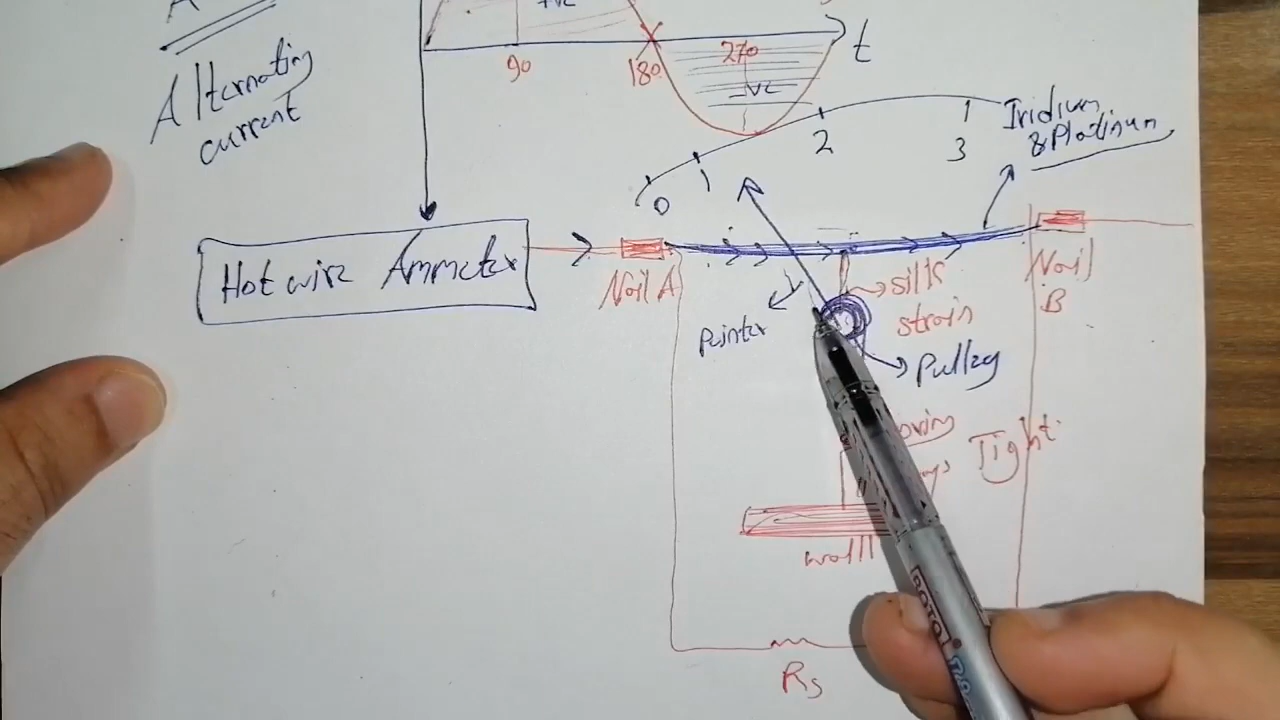 Alternating
current
+ve
90
180
270
-ve
t
0
1
2
3
Iridium
& Platinum
Hot wire Ammeter
Nail A
Nail
B
silk
strain
Pointer
Pulley
Tight
wall
Rs
ROTO